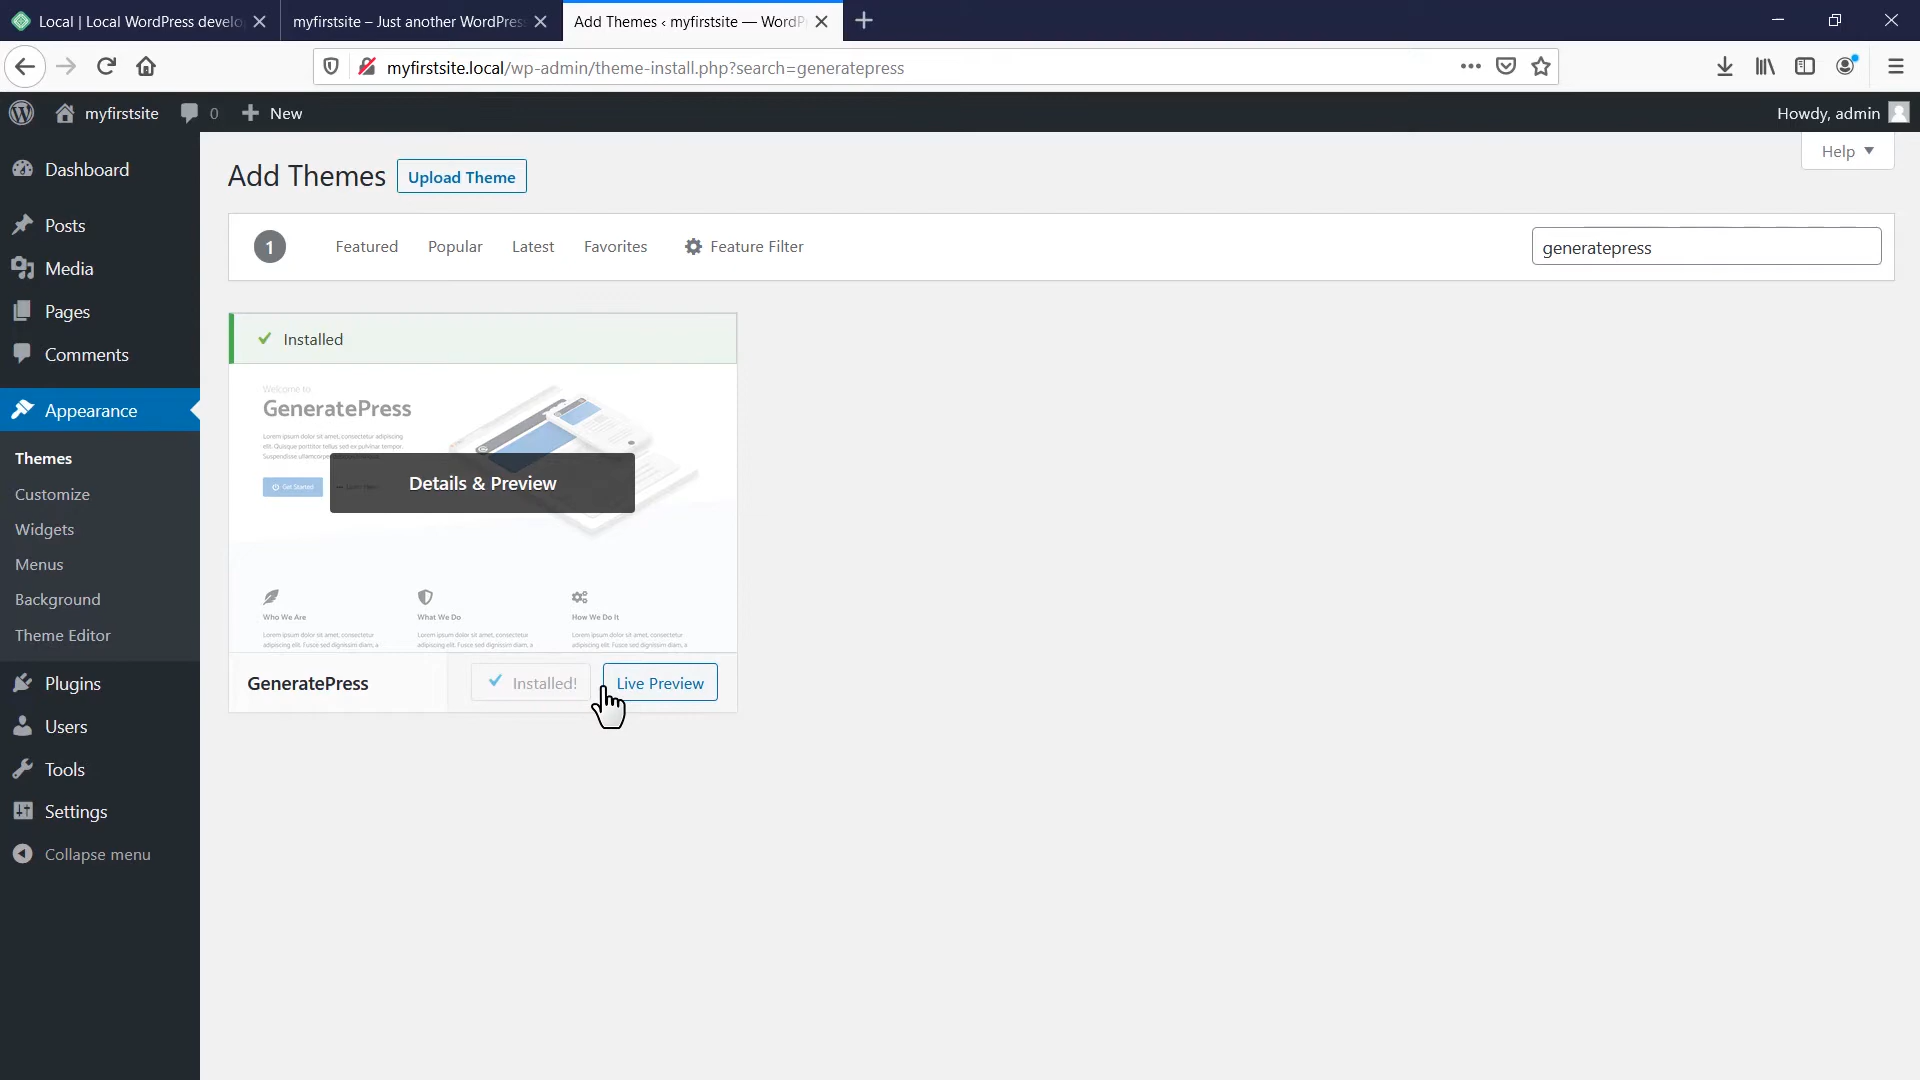 Local | Local WordPress develo
myfirstsite – Just another WordPress
Add Themes ‹ myfirstsite — WordP
myfirstsite.local/wp-admin/theme-install.php?search=generatepress
myfirstsite
0
New
Howdy, admin
Dashboard
Posts
Media
Pages
Comments
Appearance
Themes
Customize
Widgets
Menus
Background
Theme Editor
Plugins
Users
Tools
Settings
Collapse menu
Add Themes
Upload Theme
Help
1
Featured
Popular
Latest
Favorites
Feature Filter
generatepress
Installed
Welcome to
GeneratePress
Lorem ipsum dolor sit amet, consectetur adipiscing
elit. Quisque porttitor tellus sed ex pulvinar tempor.
Suspendisse ullamcorper
Get Started
Details & Preview
Who We Are
Lorem ipsum dolor sit amet, consectetur
adipiscing elit. Fusce sed dignissim diam, a
What We Do
Lorem ipsum dolor sit amet, consectetur
adipiscing elit. Fusce sed dignissim diam, a
How We Do It
Lorem ipsum dolor sit amet, consectetur
adipiscing elit. Fusce sed dignissim diam, a
GeneratePress
Installed!
Live Preview